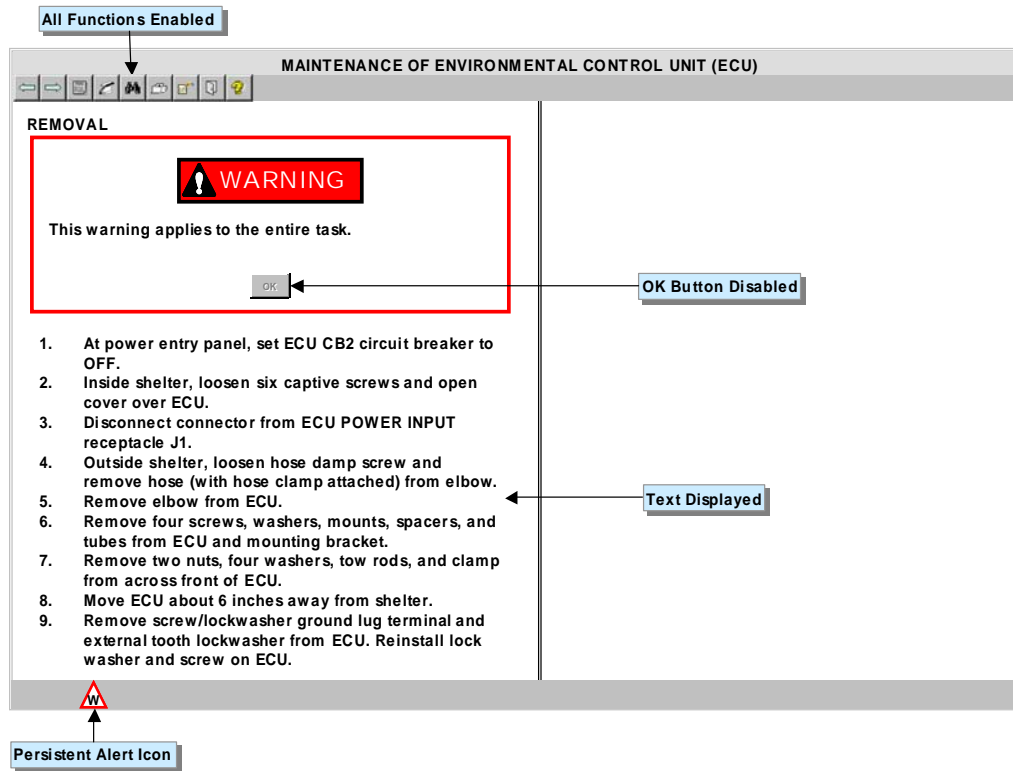 All Functions Enabled
MAINTENANCE OF ENVIRONMENTAL CONTROL UNIT (ECU)
REMOVAL
WARNING
This warning applies to the entire task.
OK
OK Button Disabled
1. At power entry panel, set ECU CB2 circuit breaker to
OFF.
2. Inside shelter, loosen six captive screws and open
cover over ECU.
3. Disconnect connector from ECU POWER INPUT
receptacle J1.
4. Outside shelter, loosen hose damp screw and
remove hose (with hose clamp attached) from elbow.
5. Remove elbow from ECU.
Text Displayed
6. Remove four screws, washers, mounts, spacers, and
tubes from ECU and mounting bracket.
7. Remove two nuts, four washers, tow rods, and clamp
from across front of ECU.
8. Move ECU about 6 inches away from shelter.
9. Remove screw/lockwasher ground lug terminal and
external tooth lockwasher from ECU. Reinstall lock
washer and screw on ECU.
W
Persistent Alert Icon